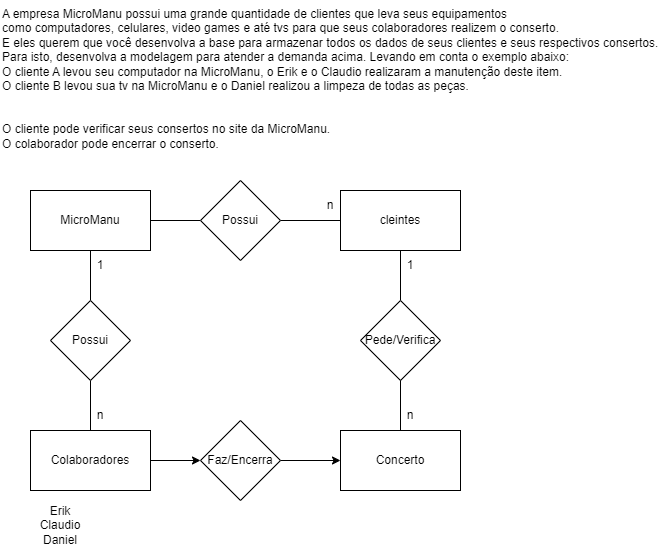 A empresa MicroManu possui uma grande quantidade de clientes que leva seus equipamentos
como computadores, celulares, video games e até tvs para que seus colaboradores realizem o conserto.
E eles querem que você desenvolva a base para armazenar todos os dados de seus clientes e seus respectivos consertos.
Para isto, desenvolva a modelagem para atender a demanda acima. Levando em conta o exemplo abaixo:
O cliente A levou seu computador na MicroManu, o Erik e o Claudio realizaram a manutenção deste item.
O cliente B levou sua tv na MicroManu e o Daniel realizou a limpeza de todas as peças.
O cliente pode verificar seus consertos no site da MicroManu.
O colaborador pode encerrar o conserto.
MicroManu
Possui
n
cleintes
1
1
Possui
Pede/Verifica
n
n
Colaboradores
Faz/Encerra
Concerto
Erik
Claudio
Daniel